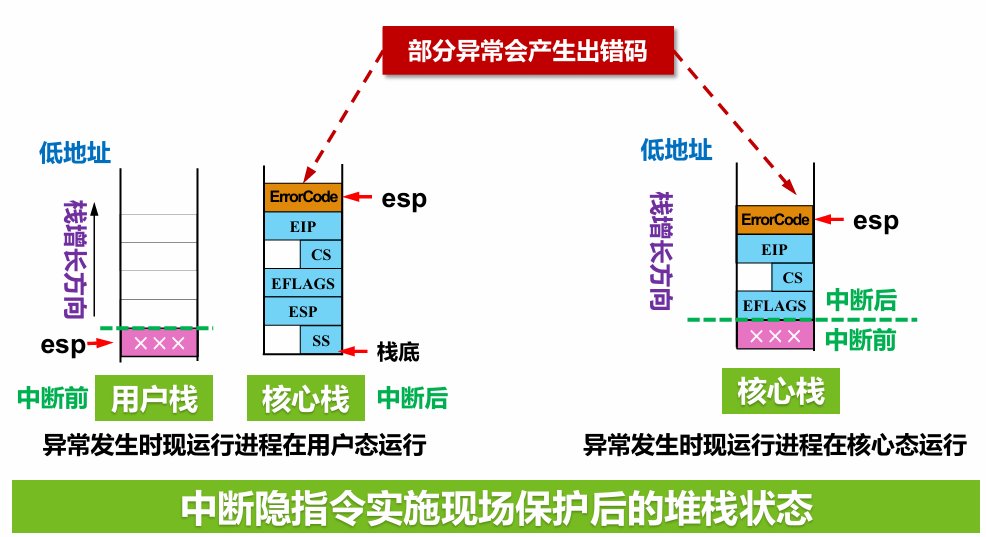 部分异常会产生出错码
低地址
栈增长方向
esp
×××
中断前
用户栈
ErrorCode
EIP
CS
EFLAGS
ESP
SS
esp
栈底
核心栈
中断后
异常发生时现运行进程在用户态运行
低地址
栈增长方向
ErrorCode
EIP
CS
EFLAGS
×××
esp
中断后
中断前
核心栈
异常发生时现运行进程在核心态运行
中断隐指令实施现场保护后的堆栈状态